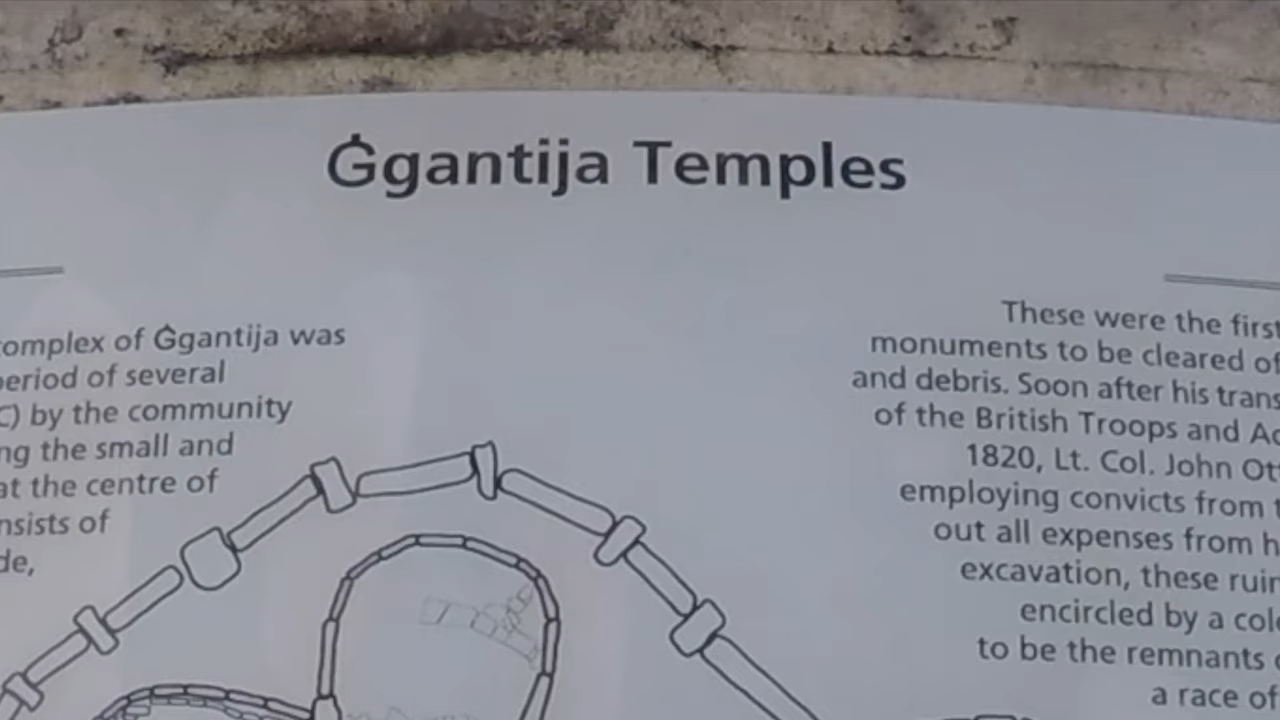 Ġgantija Temples
complex of Ġgantija was
period of several
C) by the community
ng the small and
at the centre of
nsists of
de,
These were the first
monuments to be cleared of
and debris. Soon after his trans
of the British Troops and Ad
1820, Lt. Col. John Ott
employing convicts from t
out all expenses from h
excavation, these ruin
encircled by a col
to be the remnants
a race of